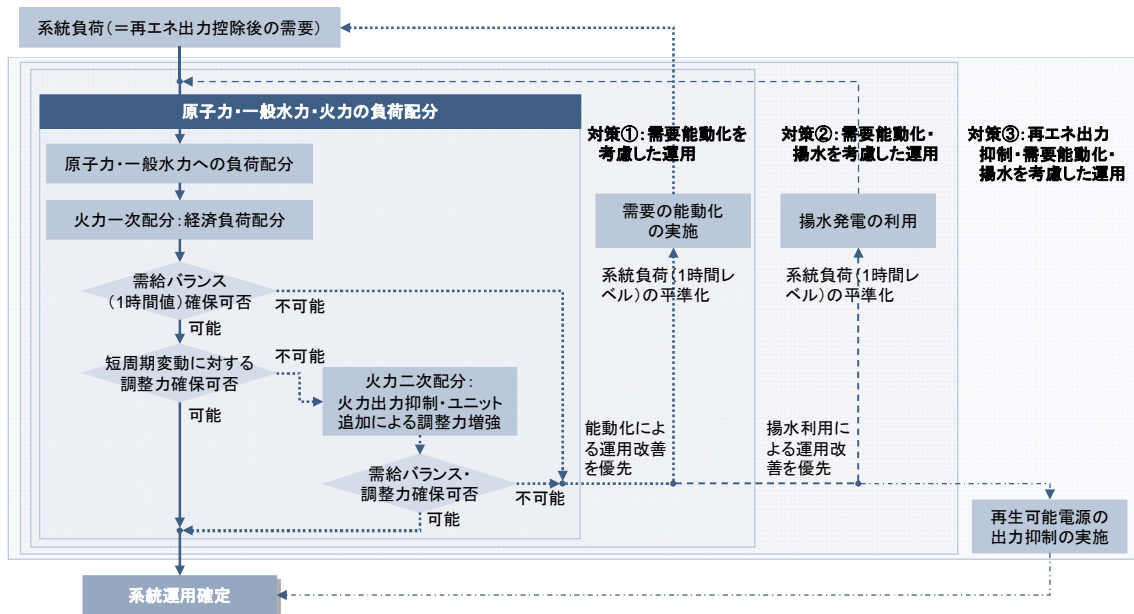 系統負荷(＝再エネ出力控除後の需要)
原子力・一般水力・火力の負荷配分
対策①：需要能動化を
考慮した運用
対策②：需要能動化・
揚水を考慮した運用
対策③：再エネ出力
抑制・需要能動化・
揚水を考慮した運用
原子力・一般水力への負荷配分
火力一次配分：経済負荷配分
需要の能動化
の実施
揚水発電の利用
需給バランス
(1時間値)確保可否
不可能
可能
系統負荷(1時間レ
ベル)の平準化
系統負荷(1時間レ
ベル)の平準化
短周期変動に対する
調整力確保可否
不可能
可能
火力二次配分：
火力出力抑制・ユニット
追加による調整力増強
能動化によ
る運用改善
を優先
揚水利用に
よる運用改
善を優先
需給バランス・
調整力確保可否
不可能
可能
再生可能電源の
出力抑制の実施
系統運用確定